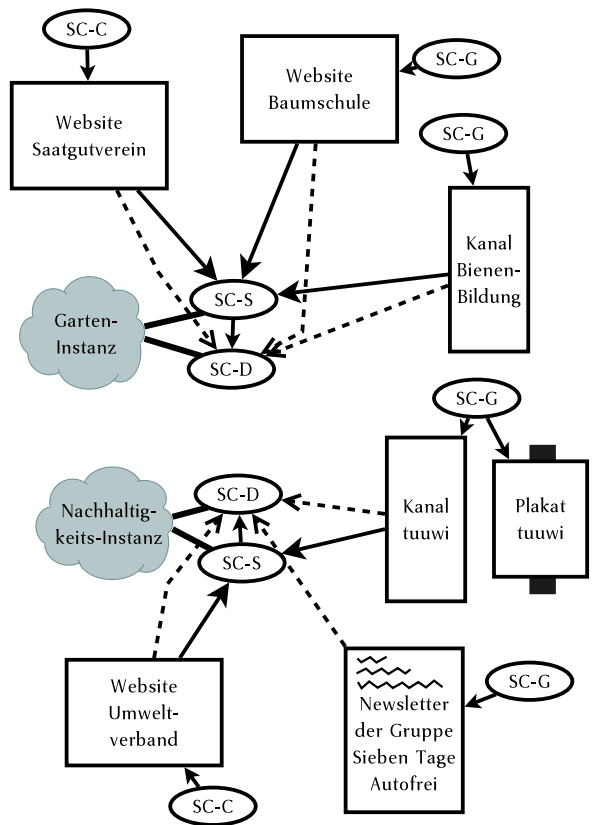 SC-C
Website
Saatgutverein
Website
Baumschule
SC-G
SC-G
Kanal
Bienen-
Bildung
SC-S
Garten-
Instanz
SC-D
SC-G
Nachhaltig-
keits-Instanz
SC-D
SC-S
Kanal
tuuwi
Plakat
tuuwi
Website
Umwelt-
verband
Newsletter
der Gruppe
Sieben Tage
Autofrei
SC-G
SC-C